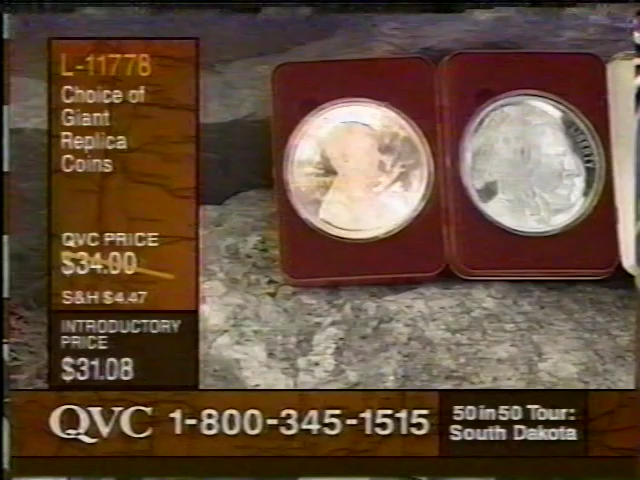 L-11778
Choice of
Giant
Replica
Coins
QVC PRICE
$34.00
S&H $4.47
INTRODUCTORY
PRICE
$31.08
QVC 1-800-345-1515
50 in 50 Tour:
South Dakota
LIBERTY